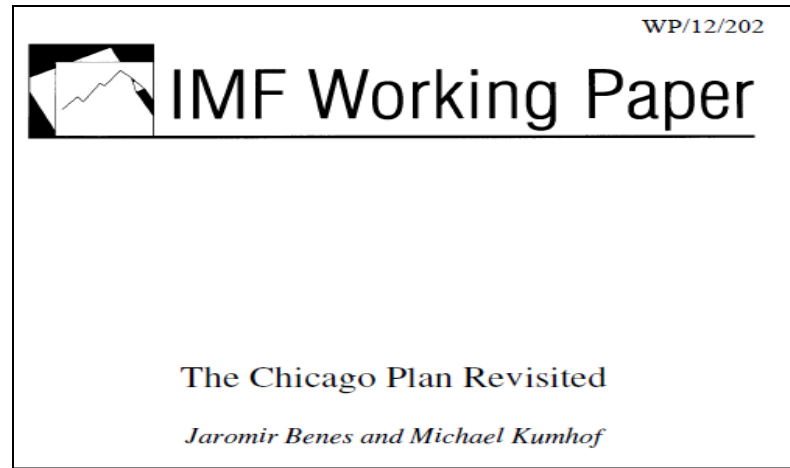 WP/12/202
IMF Working Paper
The Chicago Plan Revisited
Jaromir Benes and Michael Kumhof